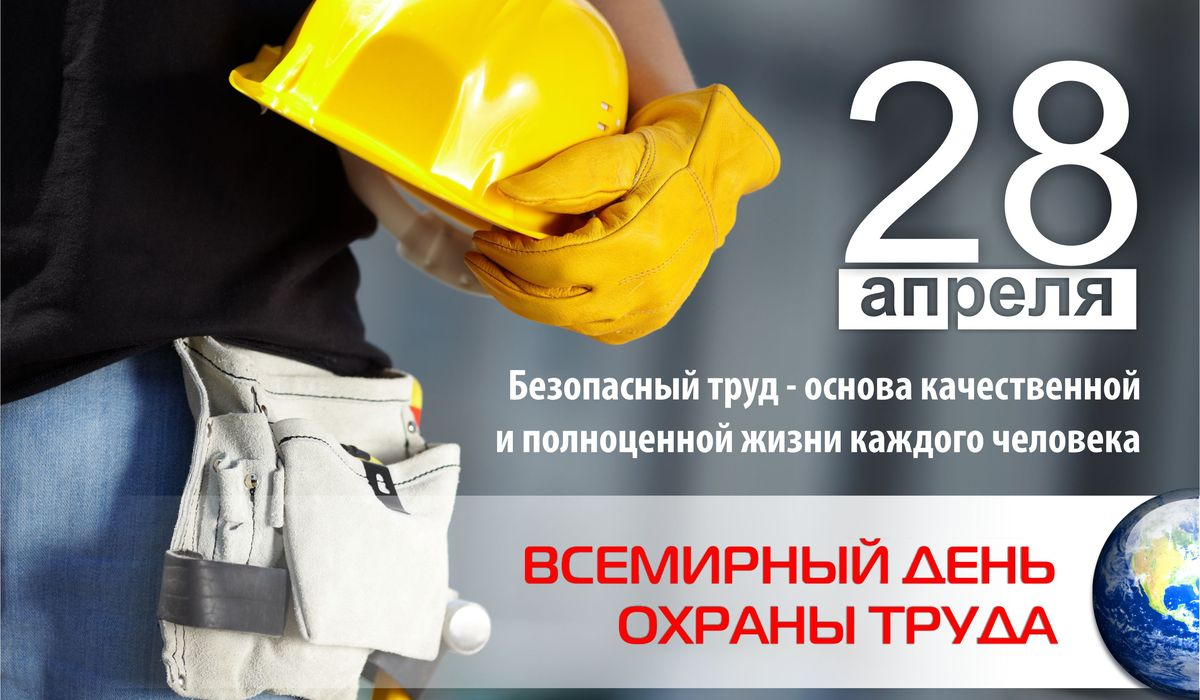 28
апреля
Безопасный труд - основа качественной
и полноценной жизни каждого человека
ВСЕМИРНЫЙ ДЕНЬ
ОХРАНЫ ТРУДА